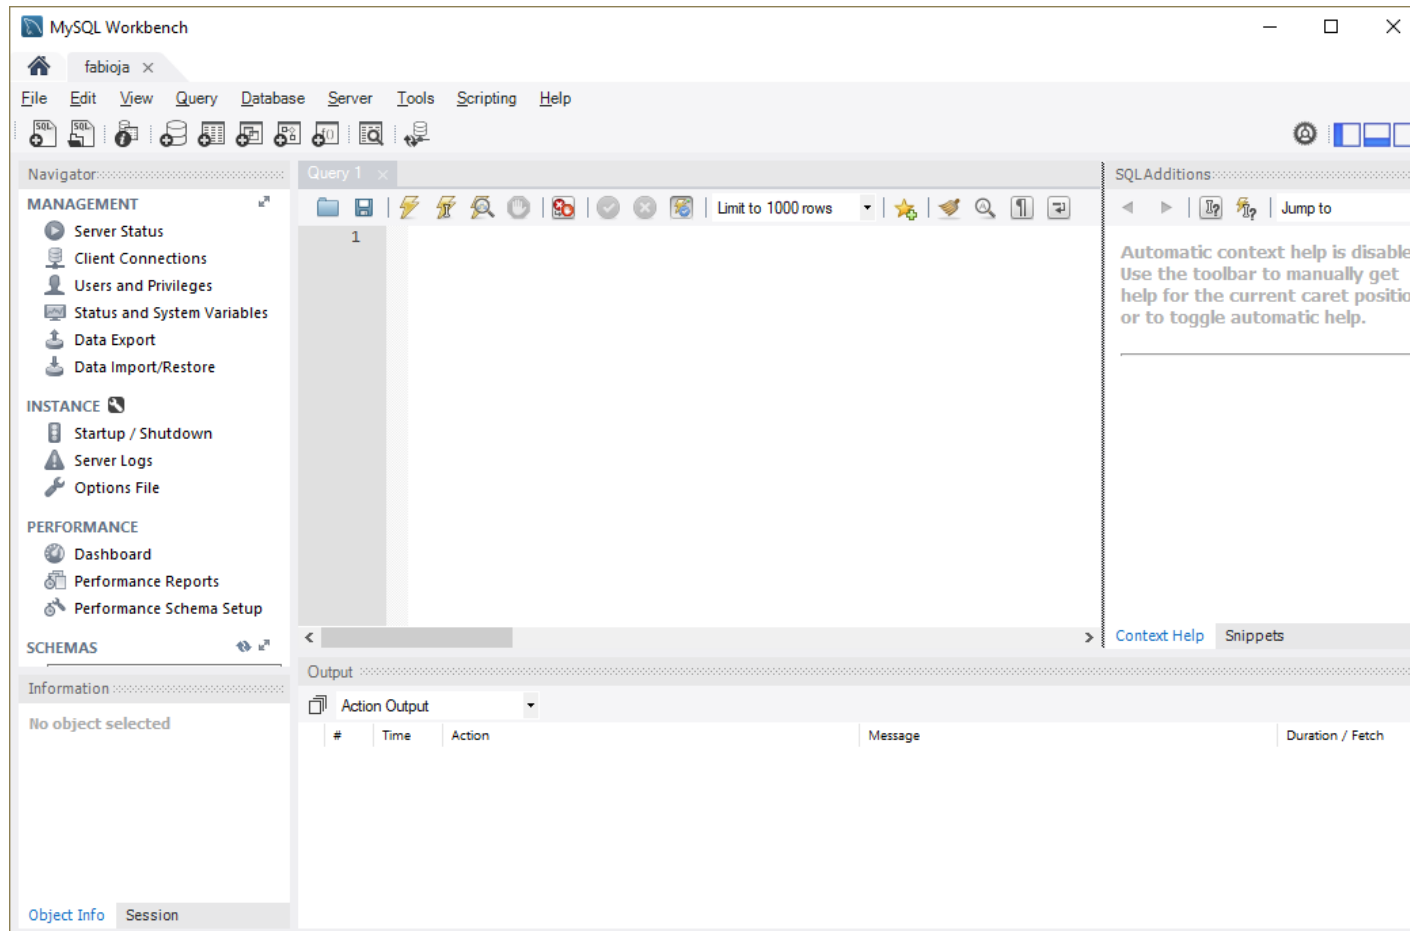 MySQL Workbench
fabioja
File Edit View Query Database Server Tools Scripting Help
SQL SQL
Navigator
MANAGEMENT
Server Status
Client Connections
Users and Privileges
Status and System Variables
Data Export
Data Import/Restore
INSTANCE
Startup / Shutdown
Server Logs
Options File
PERFORMANCE
Dashboard
Performance Reports
Performance Schema Setup
SCHEMAS
Information
No object selected
Object Info Session
Query 1
Limit to 1000 rows
1
SQLAdditions
Jump to
Automatic context help is disable
Use the toolbar to manually get
help for the current caret positio
or to toggle automatic help.
Context Help Snippets
Output
Action Output
# Time Action Message Duration / Fetch